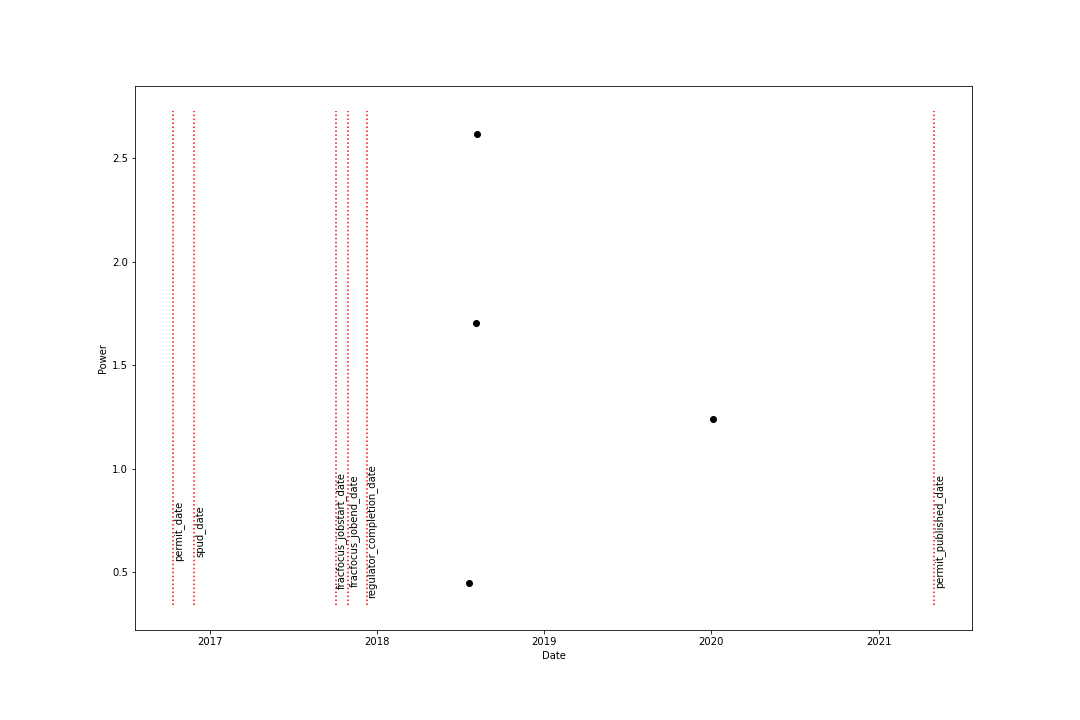 2.5
2.0
1.5
1.0
0.5
Power
permit_date
spud_date
fracfocus_jobstart_date
fracfocus_jobend_date
regulator_completion_date
permit_published_date
2017
2018
2019
2020
2021
Date